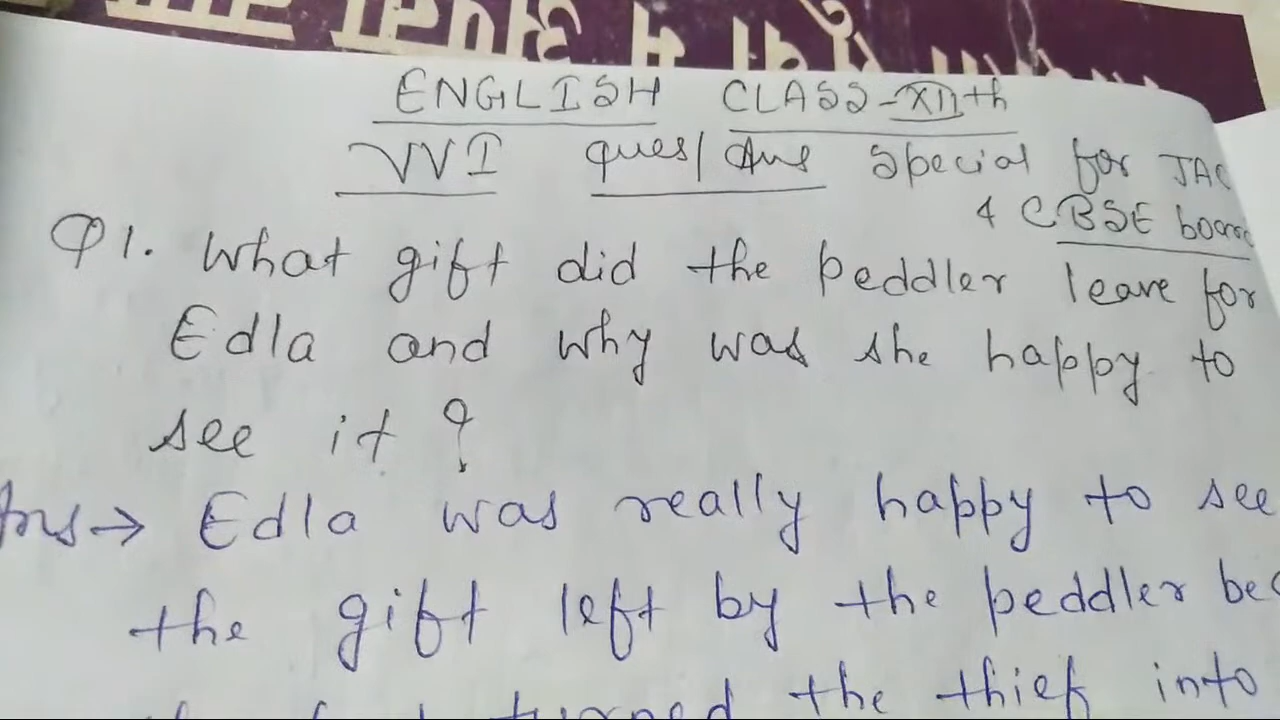 ENGLISH CLASS-XIIth
VVI ques/Ans special for JAC
& CBSE board
Q1. What gift did the peddler leave for
Edla and why was she happy to
see it?
Ans→ Edla was really happy to see
the gift left by the peddler bec
turned the thief into